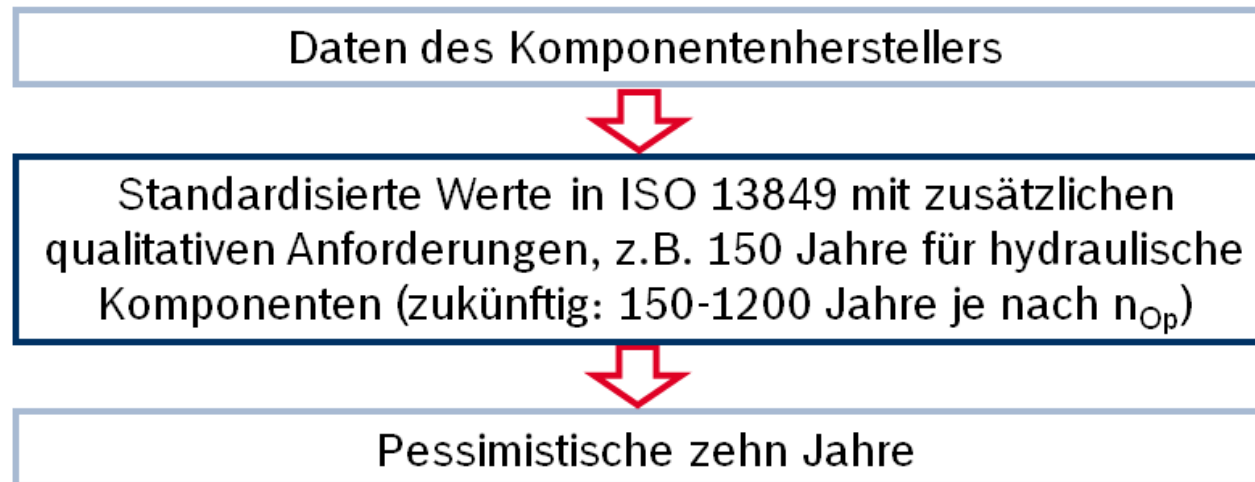 Daten des Komponentenherstellers
Standardisierte Werte in ISO 13849 mit zusätzlichen
qualitativen Anforderungen, z.B. 150 Jahre für hydraulische
Komponenten (zukünftig: 150-1200 Jahre je nach nOp)
Pessimistische zehn Jahre